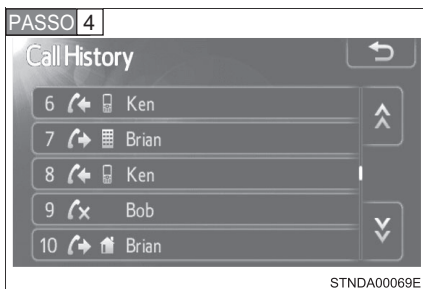 PASSO 4
Call History
6 Ken
7 Brian
8 Ken
9 Bob
10 Brian
STNDA00069E